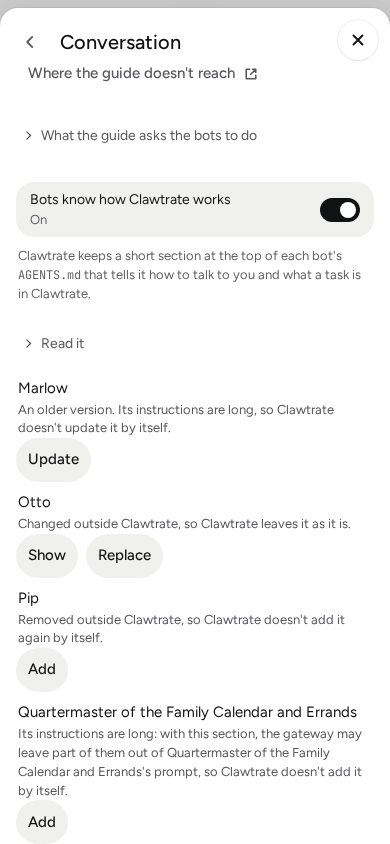 Conversation
Where the guide doesn't reach
What the guide asks the bots to do
Bots know how Clawtrate works
On
Clawtrate keeps a short section at the top of each bot's
AGENTS.md that tells it how to talk to you and what a task is
in Clawtrate.
Read it
Marlow
An older version. Its instructions are long, so Clawtrate
doesn't update it by itself.
Update
Otto
Changed outside Clawtrate, so Clawtrate leaves it as it is.
Show Replace
Pip
Removed outside Clawtrate, so Clawtrate doesn't add it
again by itself.
Add
Quartermaster of the Family Calendar and Errands
Its instructions are long: with this section, the gateway may
leave part of them out of Quartermaster of the Family
Calendar and Errands's prompt, so Clawtrate doesn't add it
by itself.
Add